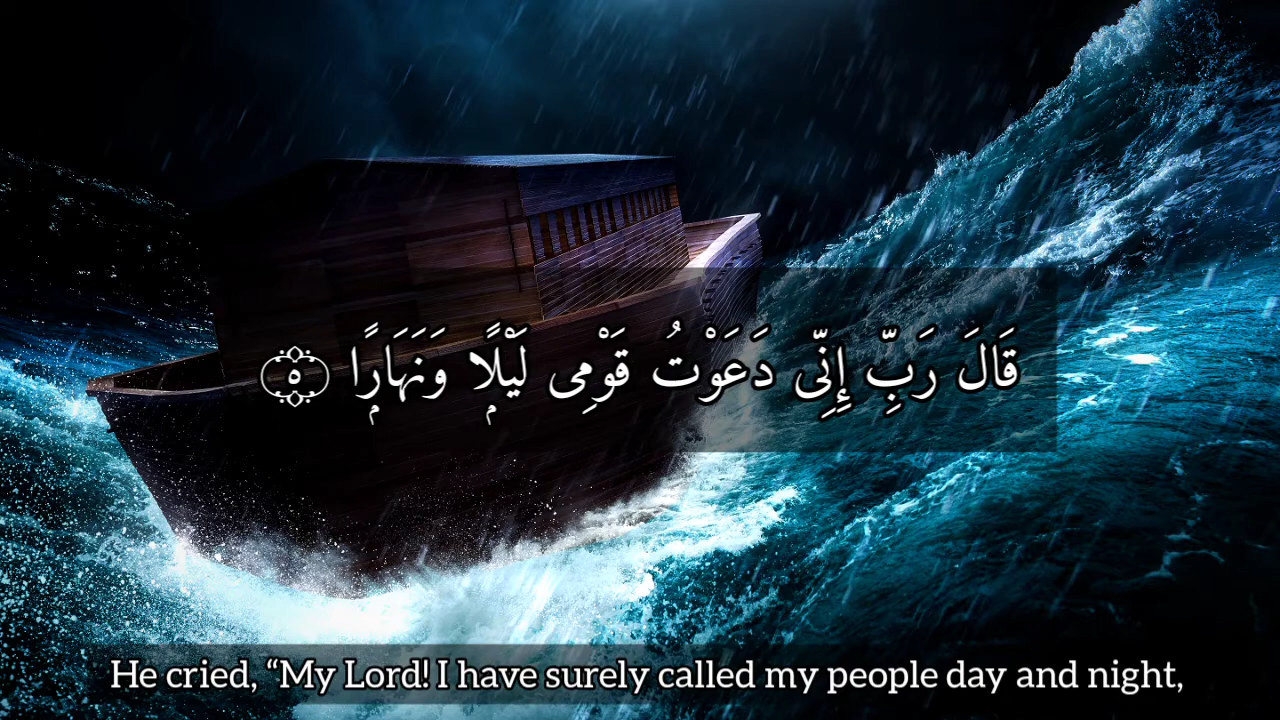 قَالَ رَبِّ إِنِّى دَعَوْتُ قَوْمِى لَيْلًۭا وَنَهَارًۭا ۝٥
He cried, “My Lord! I have surely called my people day and night,